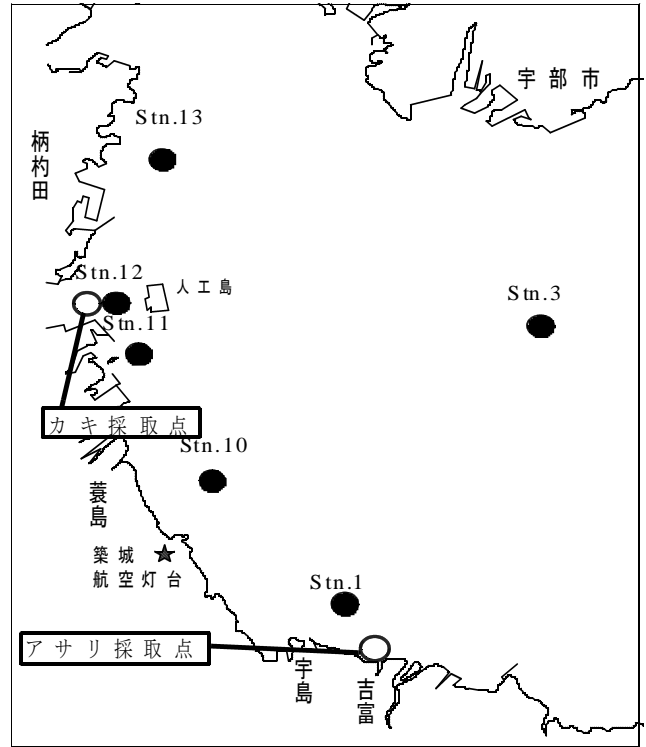 宇部市
Stn.13
柄杓田
Stn.12
人工島
Stn.3
Stn.11
カキ採取点
Stn.10
蓑島
築城
航空灯台
Stn.1
アサリ採取点
宇島
吉富